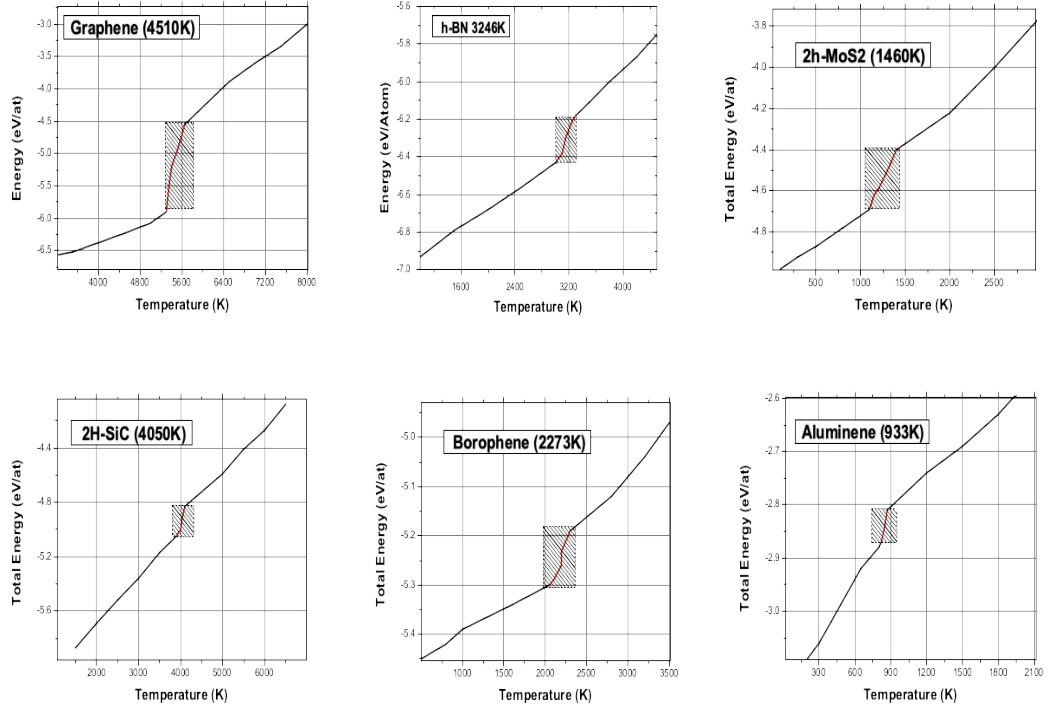 Graphene (4510K)
-3.0
-3.5
-4.0
-4.5
-5.0
-5.5
-6.0
-6.5
Energy (eV/at)
4000 4800 5600 6400 7200 8000
Temperature (K)
h-BN 3246K
-5.6
-5.8
-6.0
-6.2
-6.4
-6.6
-6.8
-7.0
Energy (eV/Atom)
1600 2400 3200 4000
Temperature (K)
2h-MoS2 (1460K)
-3.8
-4.0
-4.2
-4.4
-4.6
-4.8
Total Energy (eV/at)
500 1000 1500 2000 2500
Temperature (K)
2H-SiC (4050K)
-4.4
-4.8
-5.2
-5.6
Total Energy (eV/at)
2000 3000 4000 5000 6000
Temperature (K)
Borophene (2273K)
-5.0
-5.1
-5.2
-5.3
-5.4
Total Energy (eV/at)
1000 1500 2000 2500 3000 3500
Temperature (K)
Aluminene (933K)
-2.6
-2.7
-2.8
-2.9
-3.0
Total Energy (eV/at)
300 600 900 1200 1500 1800 2100
Temperature (K)